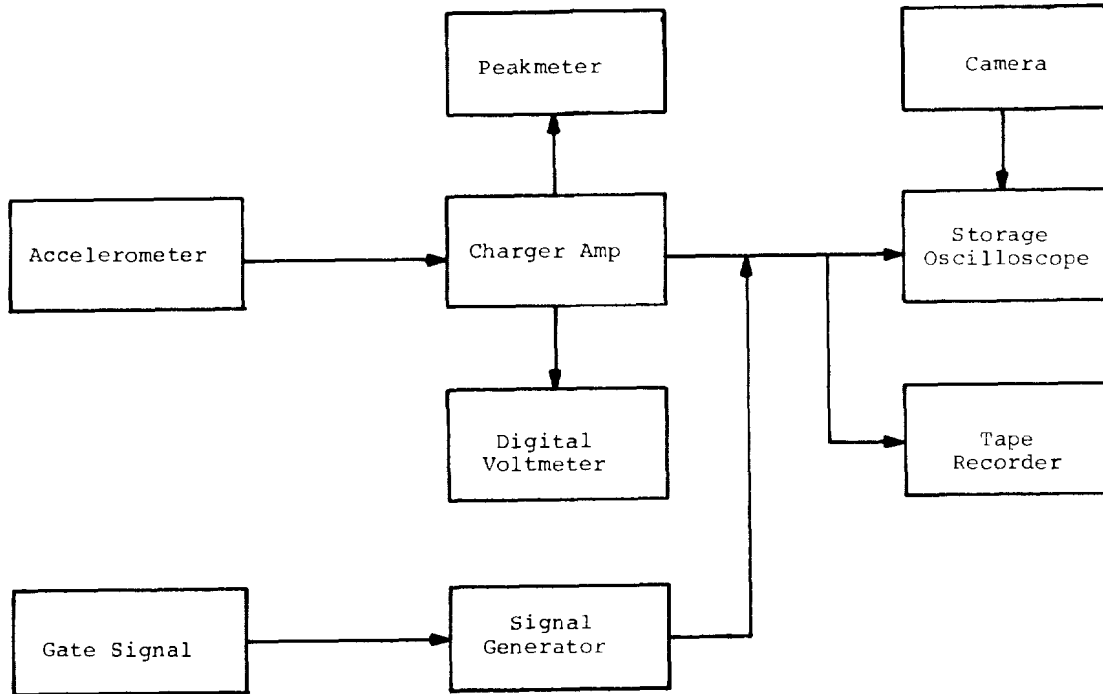 Peakmeter
Camera
Accelerometer
Charger Amp
Storage
Oscilloscope
Digital
Voltmeter
Tape
Recorder
Gate Signal
Signal
Generator